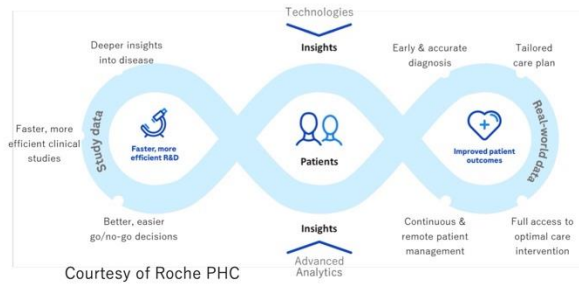 Technologies
Insights
Deeper insights
into disease
Early & accurate
diagnosis
Tailored
care plan
Faster, more
efficient clinical
studies
Study data
Faster, more
efficient R&D
Patients
Improved patient
outcomes
Real-world data
Better, easier
go/no-go decisions
Insights
Advanced
Analytics
Continuous &
remote patient
management
Full access to
optimal care
intervention
Courtesy of Roche PHC